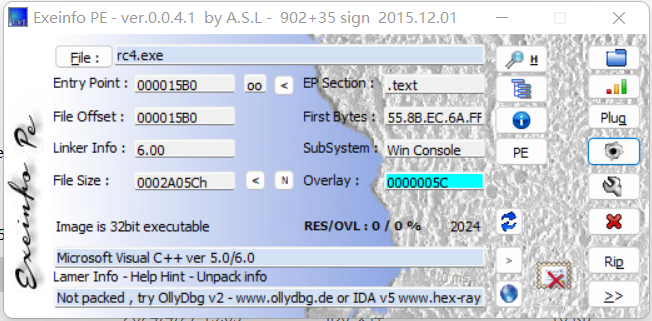 Exeinfo PE - ver.0.0.4.1 by A.S.L - 902+35 sign 2015.12.01
File : rc4.exe H
Entry Point : 000015B0 oo < EP Section : .text
File Offset : 000015B0 First Bytes : 55.8B.EC.6A.FF Plug
Linker Info : 6.00 SubSystem : Win Console PE
File Size : 0002A05Ch < N Overlay : 0000005C
Image is 32bit executable RES/OVL : 0 / 0 % 2024
Microsoft Visual C++ ver 5.0/6.0 > Rip
Lamer Info - Help Hint - Unpack info
Not packed , try OllyDbg v2 - www.ollydbg.de or IDA v5 www.hex-ray >>
Exeinfo Pe